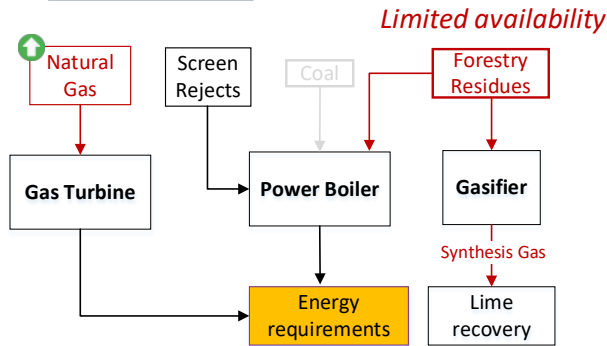 Limited availability
Natural
Gas
Screen
Rejects
Coal
Forestry
Residues
Gas Turbine
Power Boiler
Gasifier
Synthesis Gas
Energy
requirements
Lime
recovery